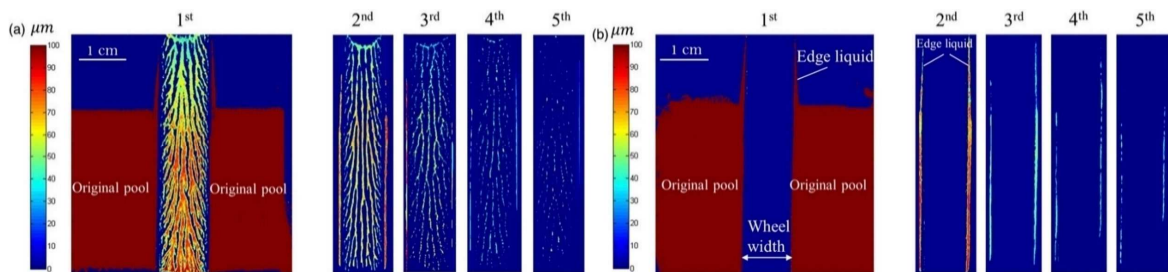 (a) μm
1st
2nd
3rd
4th
5th
100
90
80
70
60
50
40
30
20
10
0
1 cm
Original pool
Original pool
(b) μm
1st
2nd
3rd
4th
5th
100
90
80
70
60
50
40
30
20
10
0
1 cm
Edge liquid
Edge liquid
Original pool
Original pool
Wheel
width